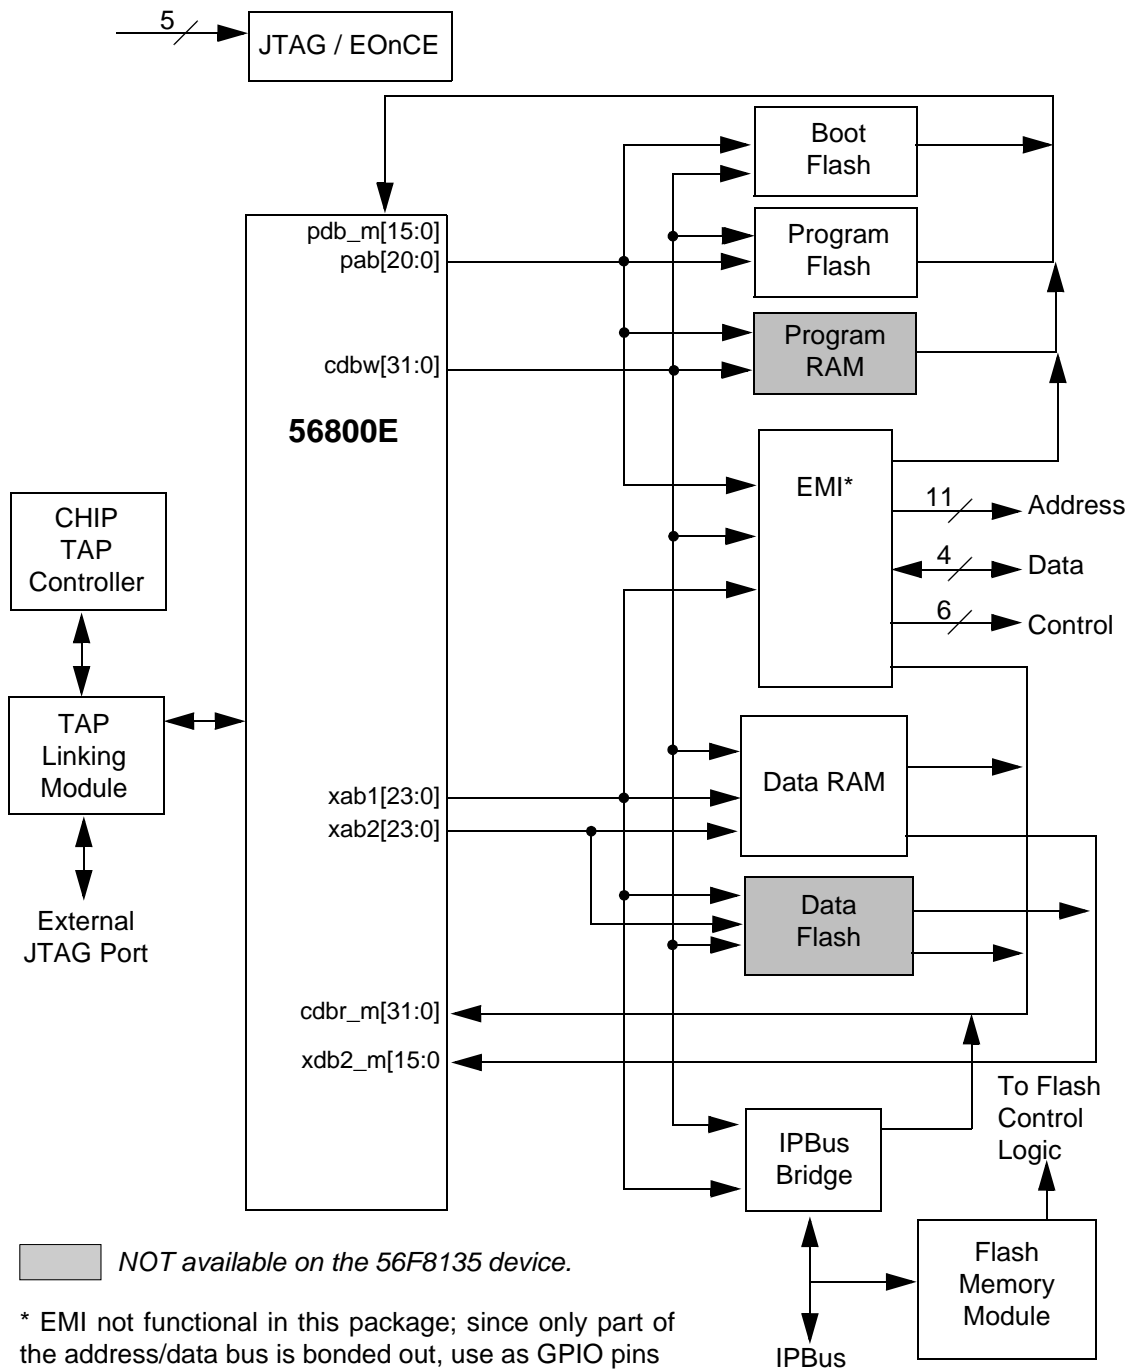 5
JTAG / EOnCE
Boot
Flash
pdb_m[15:0]
pab[20:0]
Program
Flash
cdbw[31:0]
Program
RAM
56800E
EMI*
11
Address
4
Data
6
Control
CHIP
TAP
Controller
TAP
Linking
Module
External
JTAG Port
xab1[23:0]
xab2[23:0]
Data RAM
Data
Flash
cdbr_m[31:0]
xdb2_m[15:0
To Flash
Control
Logic
IPBus
Bridge
Flash
Memory
Module
IPBus
NOT available on the 56F8135 device.
* EMI not functional in this package; since only part of
the address/data bus is bonded out, use as GPIO pins